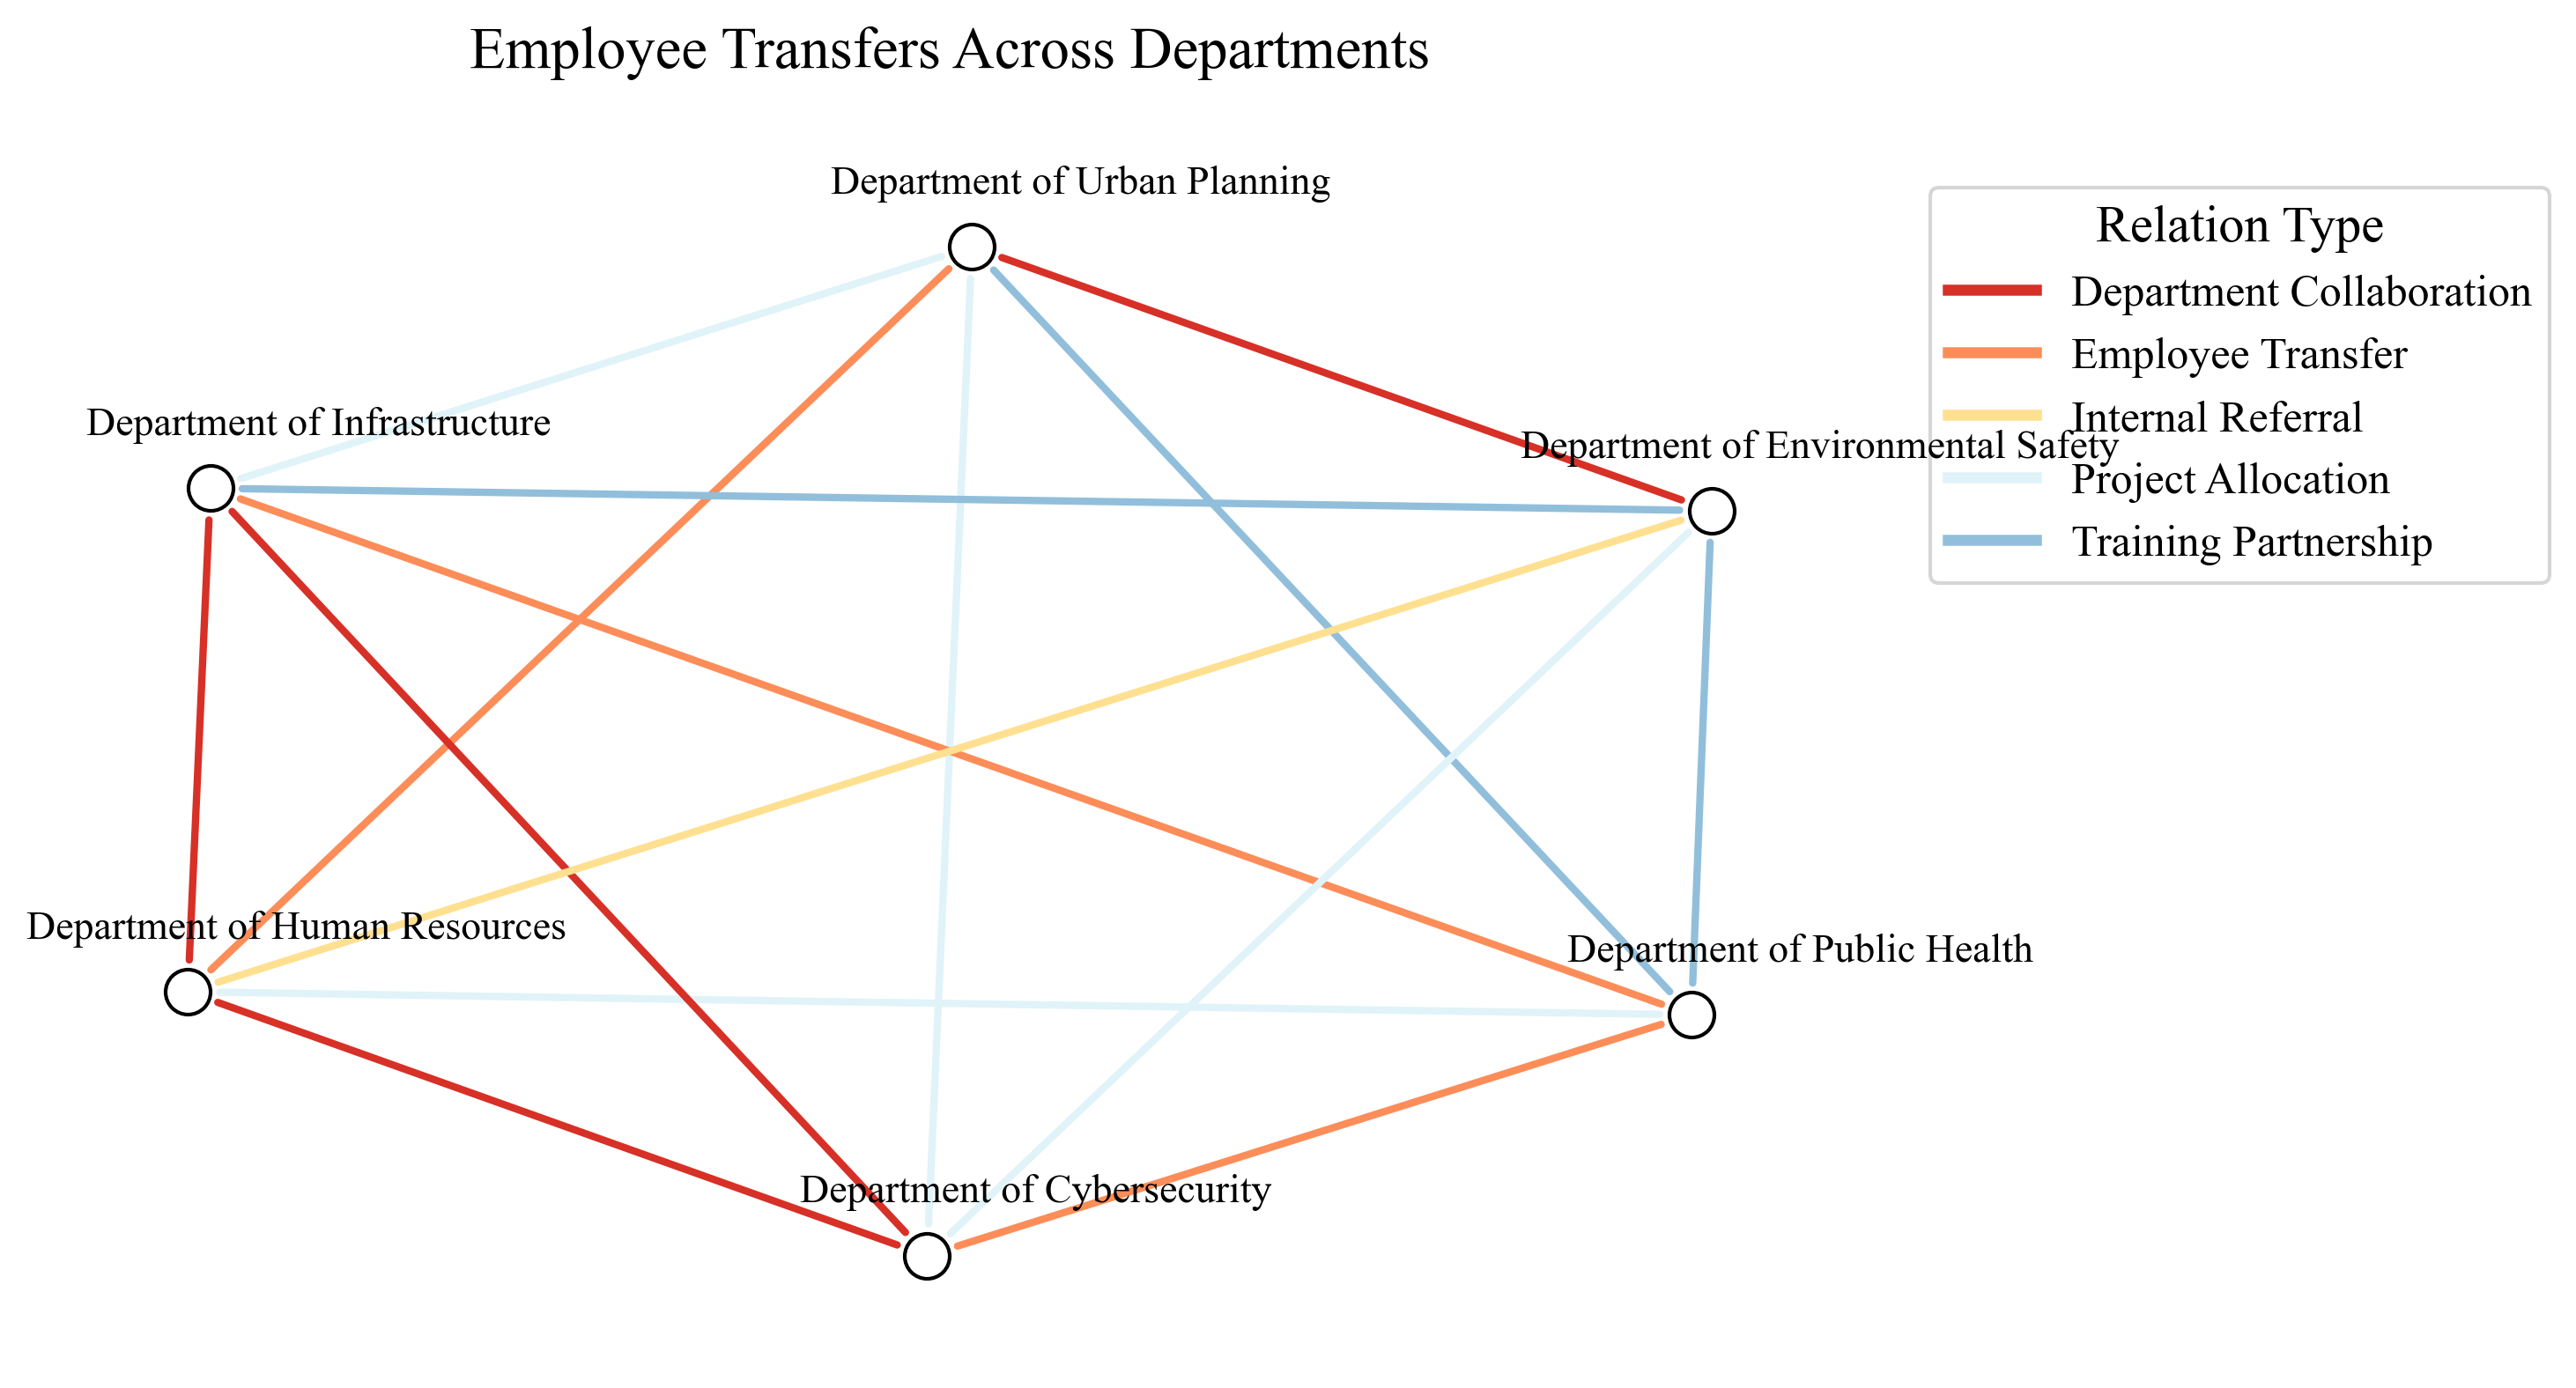 Employee Transfers Across Departments
Department of Urban Planning
Relation Type
Department Collaboration
Employee Transfer
Internal Referral
Project Allocation
Training Partnership
Department of Infrastructure
Department of Environmental Safety
Department of Human Resources
Department of Public Health
Department of Cybersecurity